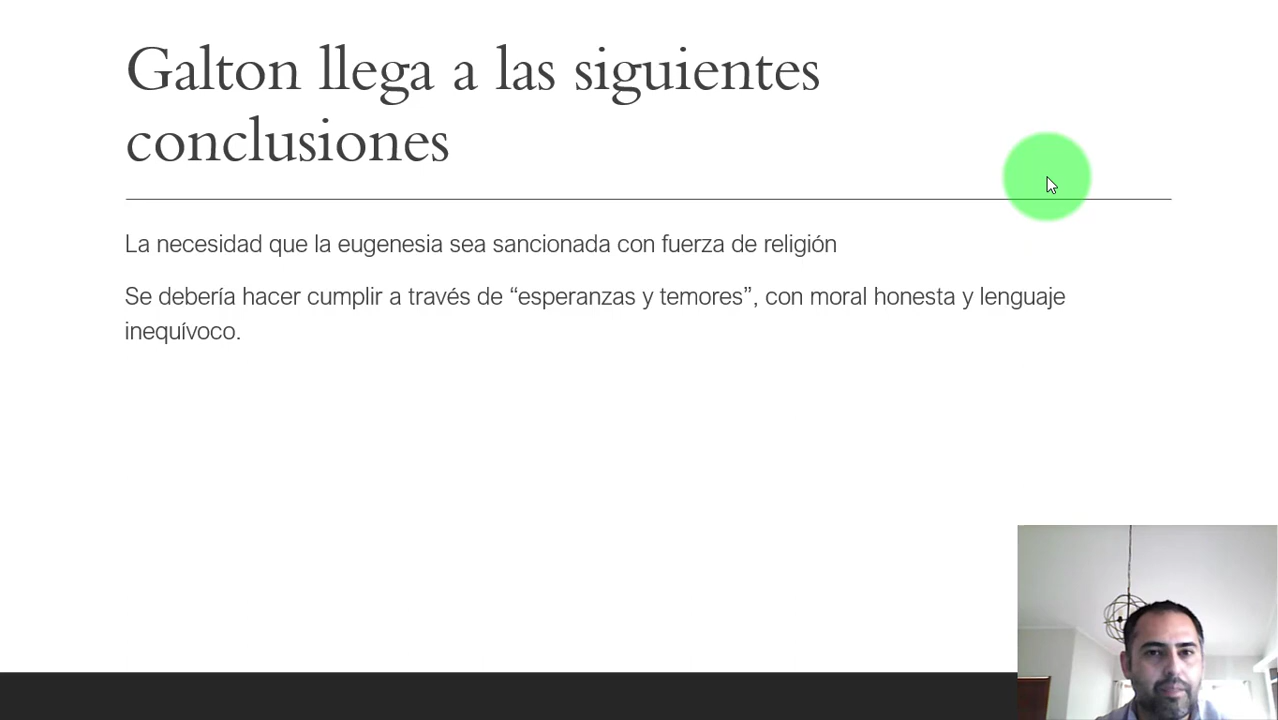 Galton llega a las siguientes
conclusiones
La necesidad que la eugenesia sea sancionada con fuerza de religión
Se debería hacer cumplir a través de “esperanzas y temores”, con moral honesta y lenguaje
inequívoco.